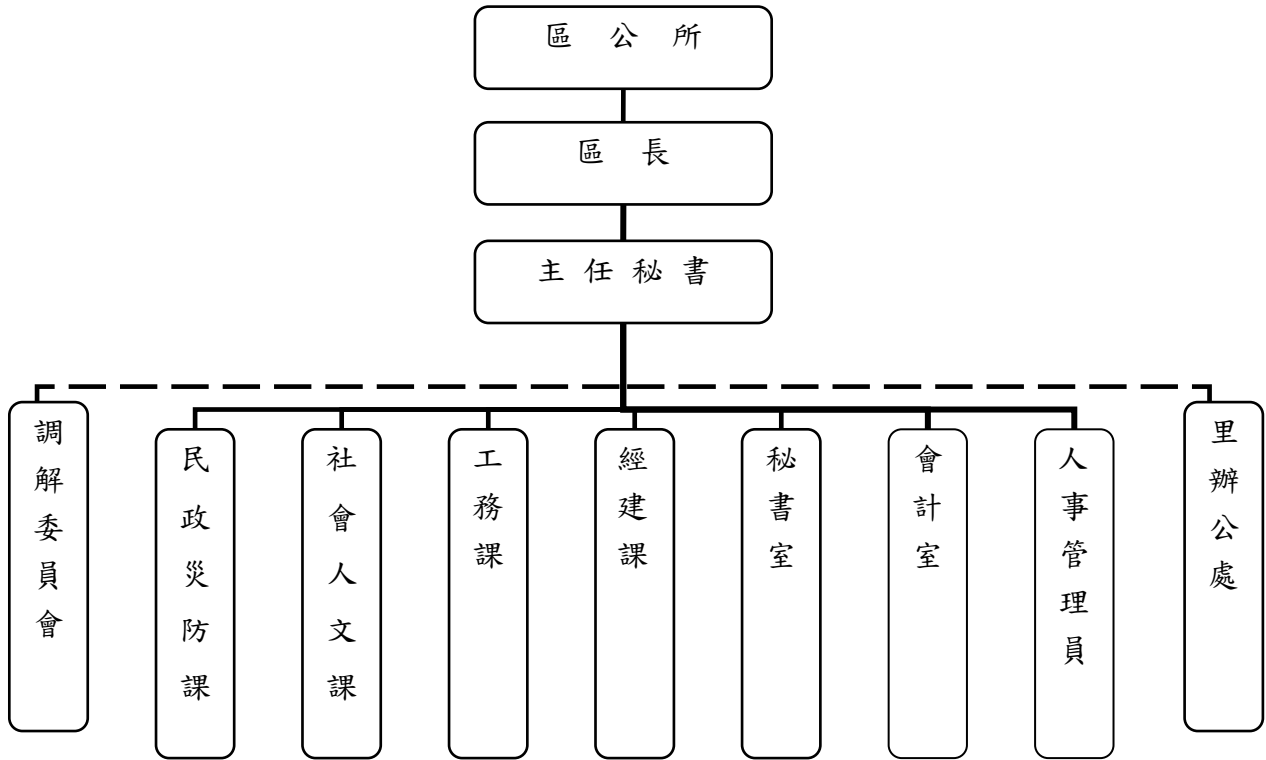 區公所
區長
主任秘書
調解委員會
民政災防課
社會人文課
工務課
經建課
秘書室
會計室
人事管理員
里辦公處